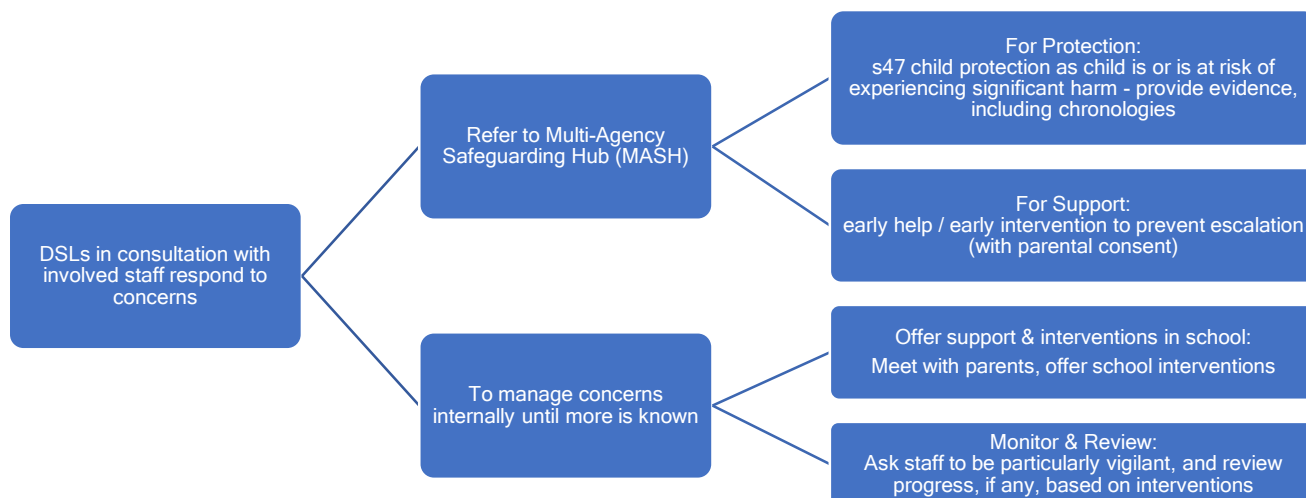 DSLs in consultation with
involved staff respond to
concerns
Refer to Multi-Agency
Safeguarding Hub (MASH)
For Protection:
s47 child protection as child is or is at risk of
experiencing significant harm - provide evidence,
including chronologies
For Support:
early help / early intervention to prevent escalation
(with parental consent)
To manage concerns
internally until more is known
Offer support & interventions in school:
Meet with parents, offer school interventions
Monitor & Review:
Ask staff to be particularly vigilant, and review
progress, if any, based on interventions